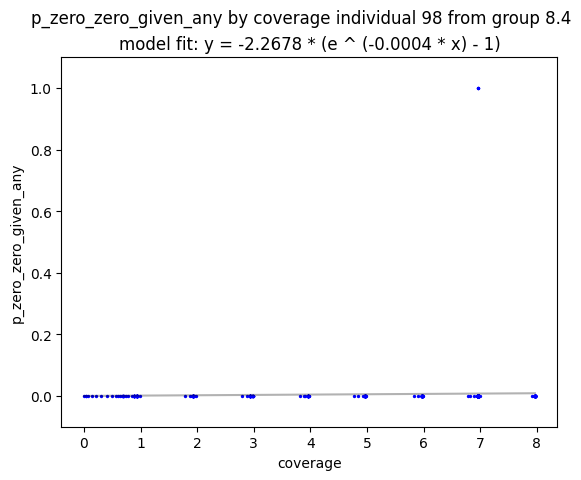 p_zero_zero_given_any by coverage individual 98 from group 8.4
model fit: y = -2.2678 * (e ^ (-0.0004 * x) - 1)
1.0
0.8
0.6
0.4
0.2
0.0
p_zero_zero_given_any
0 1 2 3 4 5 6 7 8
coverage